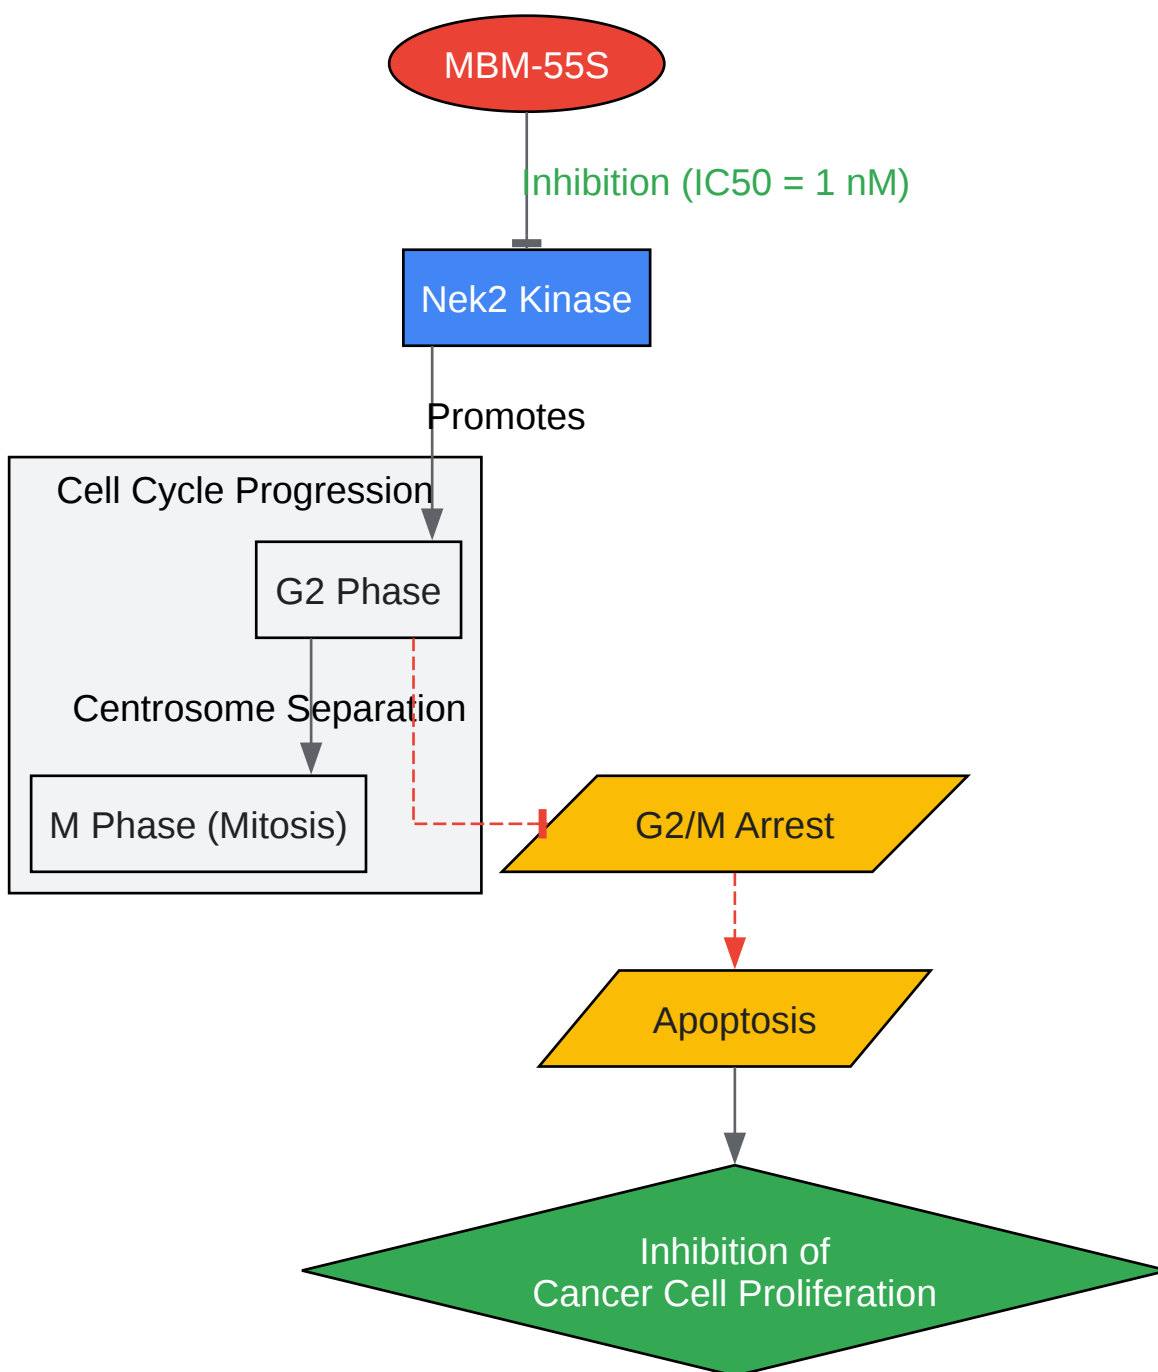 MBM-55S
Inhibition (IC50 = 1 nM)
Nek2 Kinase
Promotes
Cell Cycle Progression
G2 Phase
Centrosome Separation
M Phase (Mitosis)
G2/M Arrest
Apoptosis
Inhibition of
Cancer Cell Proliferation